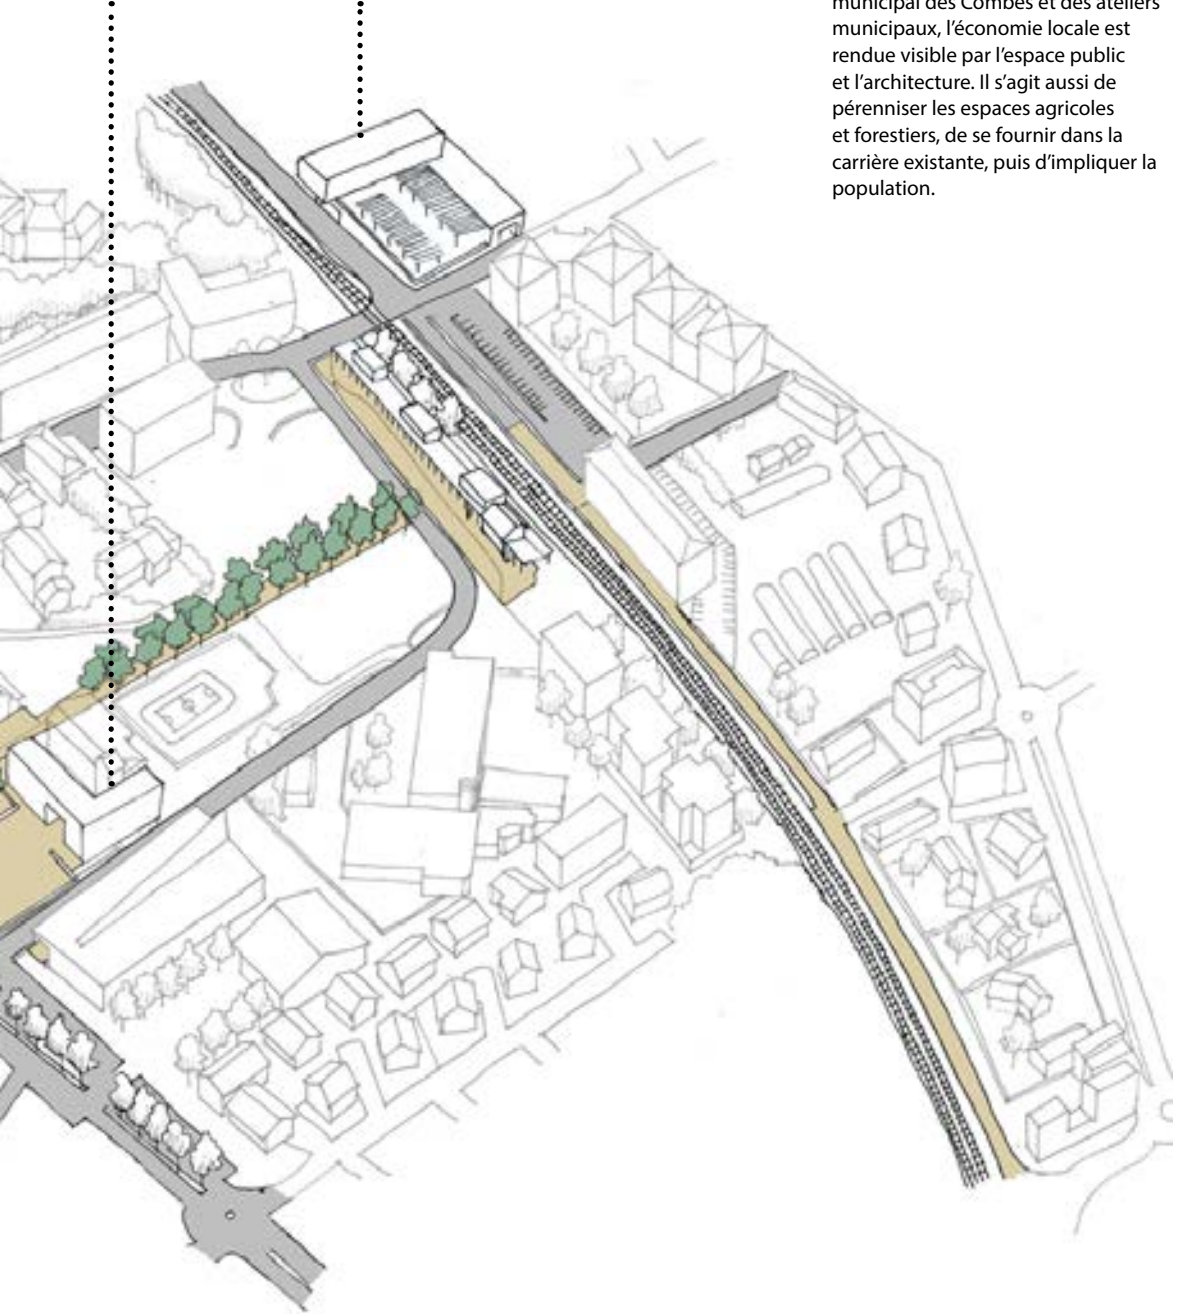 municipal des Combes et des ateliers
municipaux, l’économie locale est
rendue visible par l’espace public
et l’architecture. Il s’agit aussi de
pérenniser les espaces agricoles
et forestiers, de se fournir dans la
carrière existante, puis d’impliquer la
population.